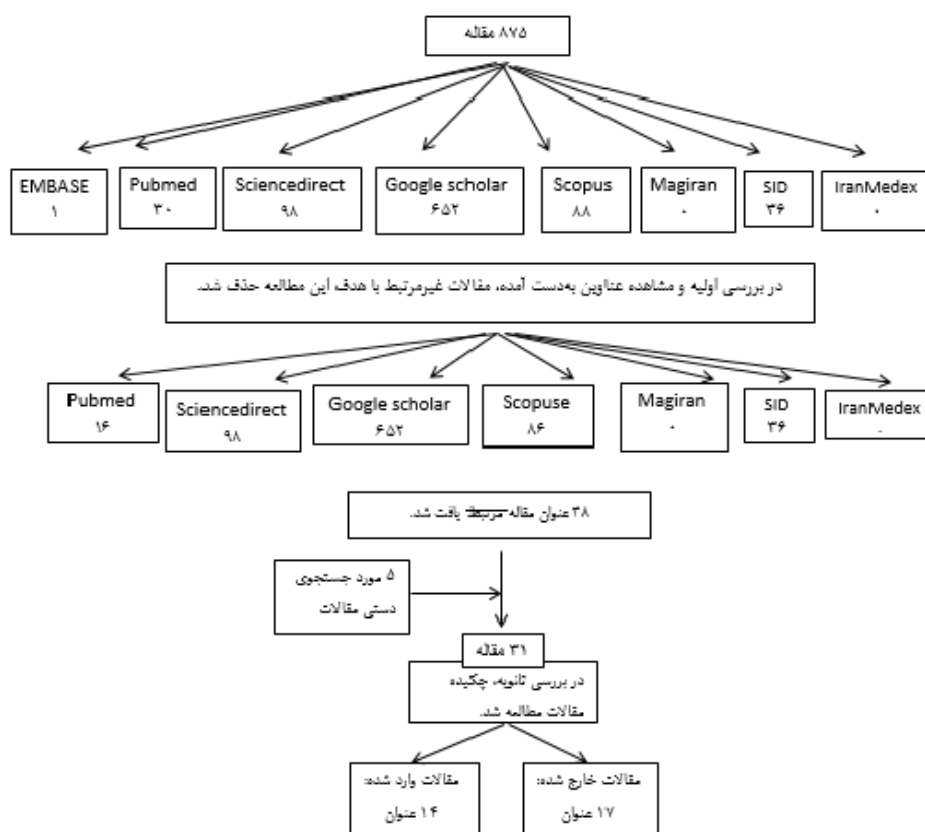 ۸۷۵ مقاله
EMBASE
۱
Pubmed
۳۰
Sciencedirect
۹۸
Google scholar
۶۵۲
Scopus
۸۸
Magiran
۰
SID
۳۶
IranMedex
۰
در بررسی اولیه و مشاهده عناوین به‌دست آمده، مقالات غیرمرتبط با هدف این مطالعه حذف شد.
Pubmed
۱۶
Sciencedirect
۹۸
Google scholar
۶۵۲
Scopuse
۸۶
Magiran
۰
SID
۳۶
IranMedex
۰
۳۸ عنوان مقاله مرتبط یافت شد.
۵ مورد جستجوی
دستی مقالات
۳۱ مقاله
در بررسی ثانویه، چکیده
مقالات مطالعه شد.
مقالات وارد شده:
۱۴ عنوان
مقالات خارج شده:
۱۷ عنوان